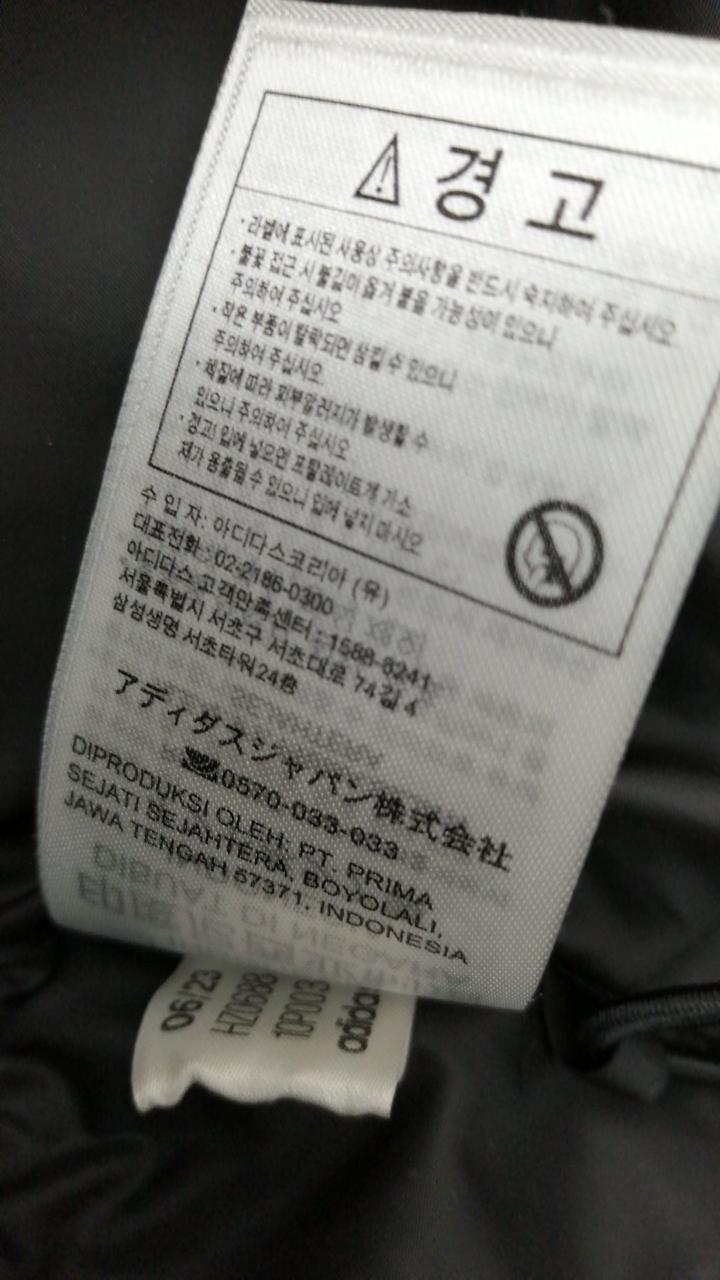 ⚠경고
· 라벨에 표시된 사용상 주의사항을 반드시 숙지하여 주십시오
· 불꽃 접근 시 불길이 옮겨 붙을 가능성이 있으니
주의하여 주십시오
· 작은 부품이 탈락되면 삼킬 수 있으니
주의하여 주십시오
· 체질에 따라 피부알러지가 발생할 수
있으니 주의하여 주십시오
· 경고! 입에 넣으면 프탈레이트계 가소
제가 용출될 수 있으니 입에 넣지 마시오
수 입 자: 아디다스코리아 (유)
대표전화 : 02-2186-0300
아디다스 고객만족센터 : 1588-8241
서울특별시 서초구 서초대로 74길 4
삼성생명 서초타워24층
アディダスジャパン株式会社
0570-033-033
DIPRODUKSI OLEH: PT. PRIMA
SEJATI SEJAHTERA, BOYOLALI,
JAWA TENGAH 57371, INDONESIA
06/23
HZ0688
10P003
adidas